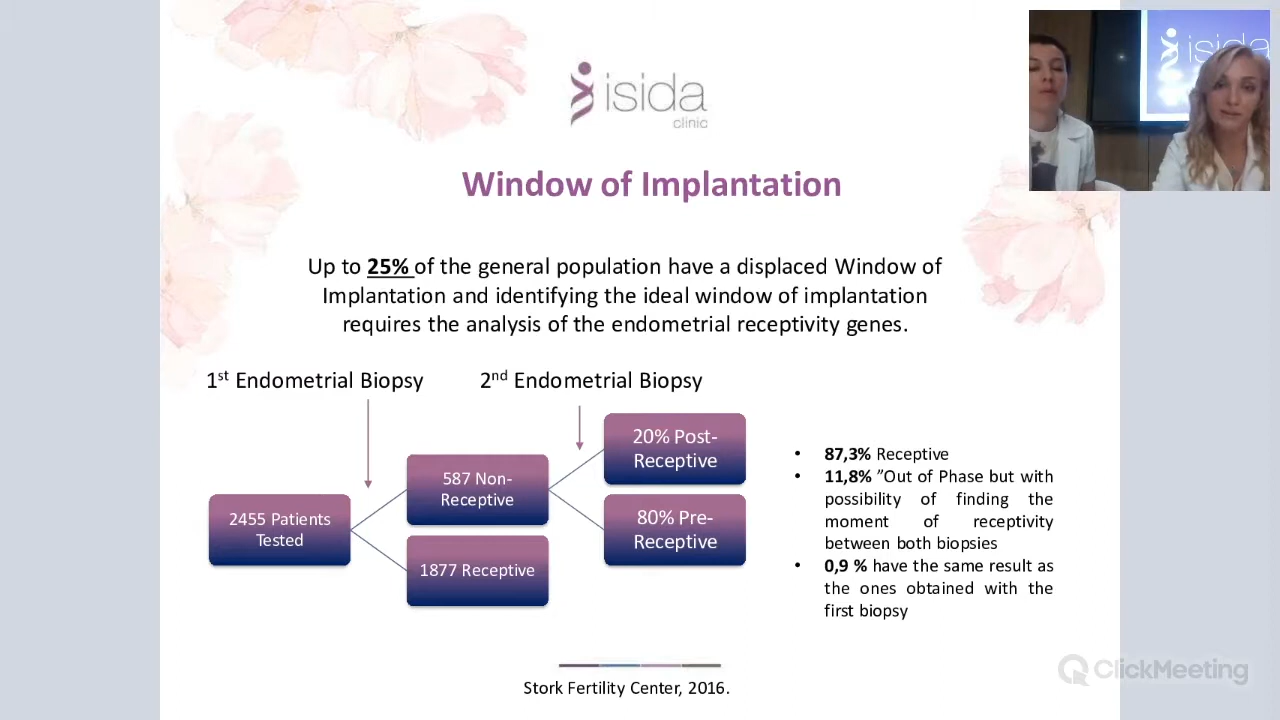 isida
clinic
isida
Window of Implantation
Up to 25% of the general population have a displaced Window of
Implantation and identifying the ideal window of implantation
requires the analysis of the endometrial receptivity genes.
1st Endometrial Biopsy
2nd Endometrial Biopsy
2455 Patients
Tested
587 Non-
Receptive
1877 Receptive
20% Post-
Receptive
80% Pre-
Receptive
• 87,3% Receptive
• 11,8% ”Out of Phase but with
possibility of finding the
moment of receptivity
between both biopsies
• 0,9 % have the same result as
the ones obtained with the
first biopsy
Stork Fertility Center, 2016.
ClickMeeting